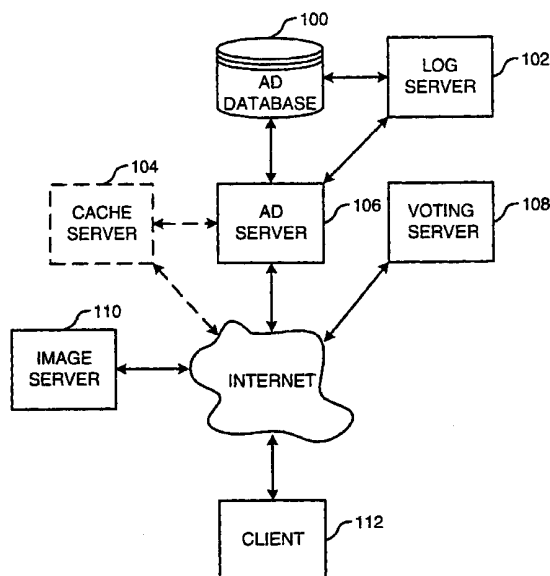 100
AD
DATABASE
LOG
SERVER
102
104
CACHE
SERVER
AD
SERVER
106
VOTING
SERVER
108
110
IMAGE
SERVER
INTERNET
CLIENT
112